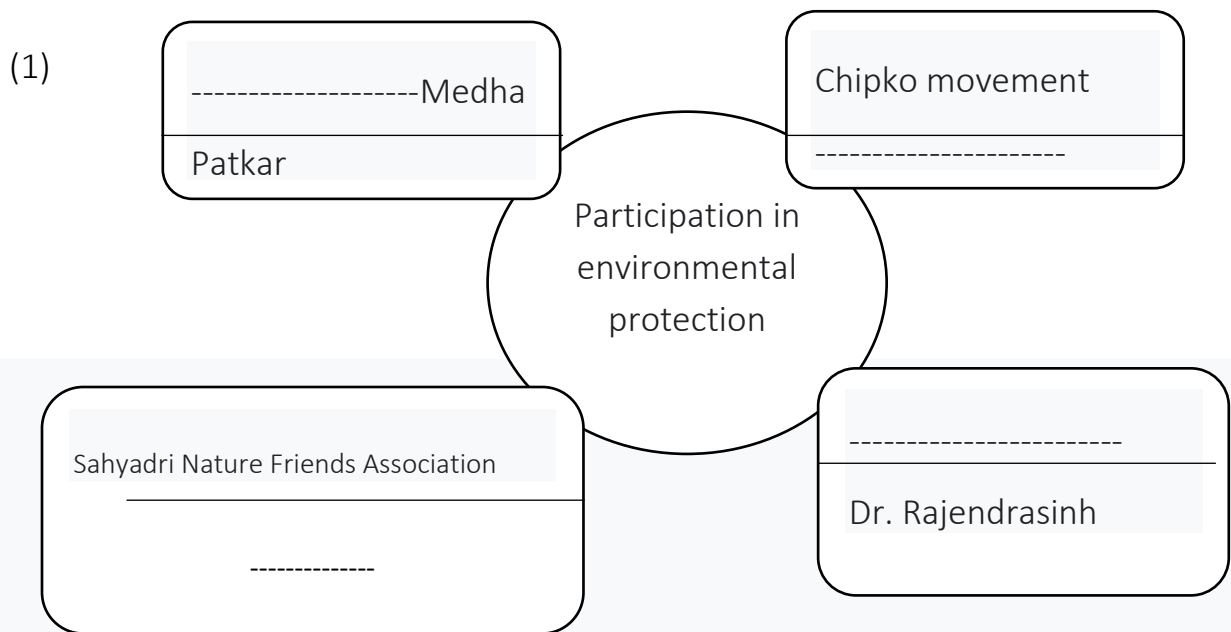 (1)
-------------------- Medha
Patkar
Chipko movement
----------------------
Participation in
environmental
protection
Sahyadri Nature Friends Association
--------------
------------------------
Dr. Rajendrasinh